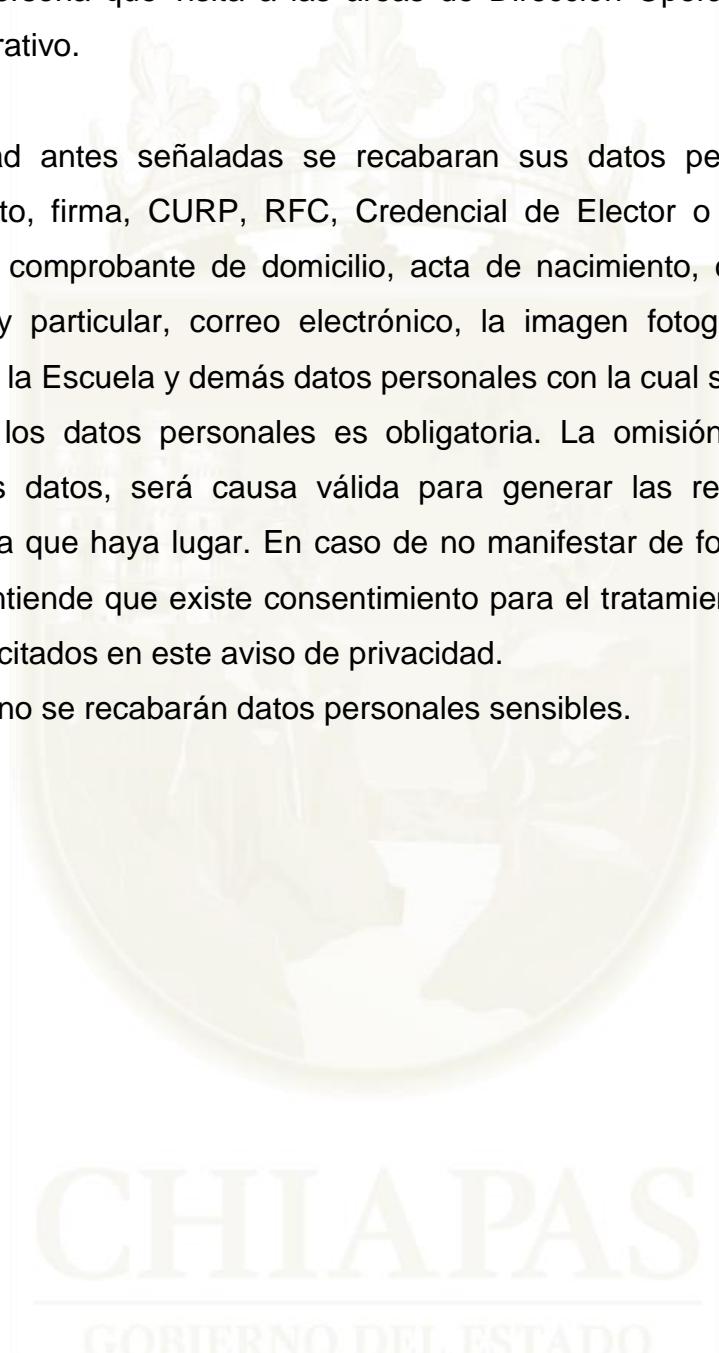 persona que visita a las áreas de Dirección
rativo.
ad antes señaladas se recabaran sus datos pe
to, firma, CURP, RFC, Credencial de Elector o
comprobante de domicilio, acta de nacimiento,
y particular, correo electrónico, la imagen fotog
la Escuela y demás datos personales con la cual s
los datos personales es obligatoria. La omisión
s datos, será causa válida para generar las re
a que haya lugar. En caso de no manifestar de fo
ntiende que existe consentimiento para el tratamie
citados en este aviso de privacidad.
no se recabarán datos personales sensibles.
CHIAPAS
GOBIERNO DEL ESTADO